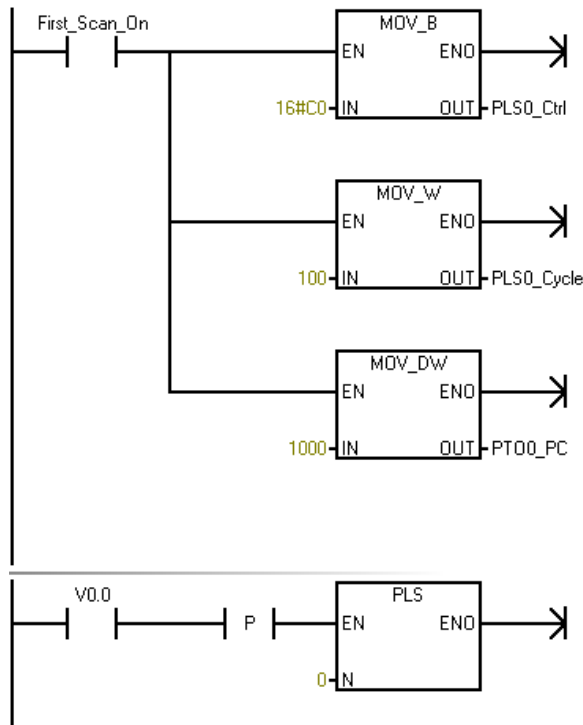 First_Scan_On
MOV_B
EN ENO
16#C0 IN OUT PLS0_Ctrl
MOV_W
EN ENO
100 IN OUT PLS0_Cycle
MOV_DW
EN ENO
1000 IN OUT PTO0_PC
V0.0
P
PLS
EN ENO
0 N